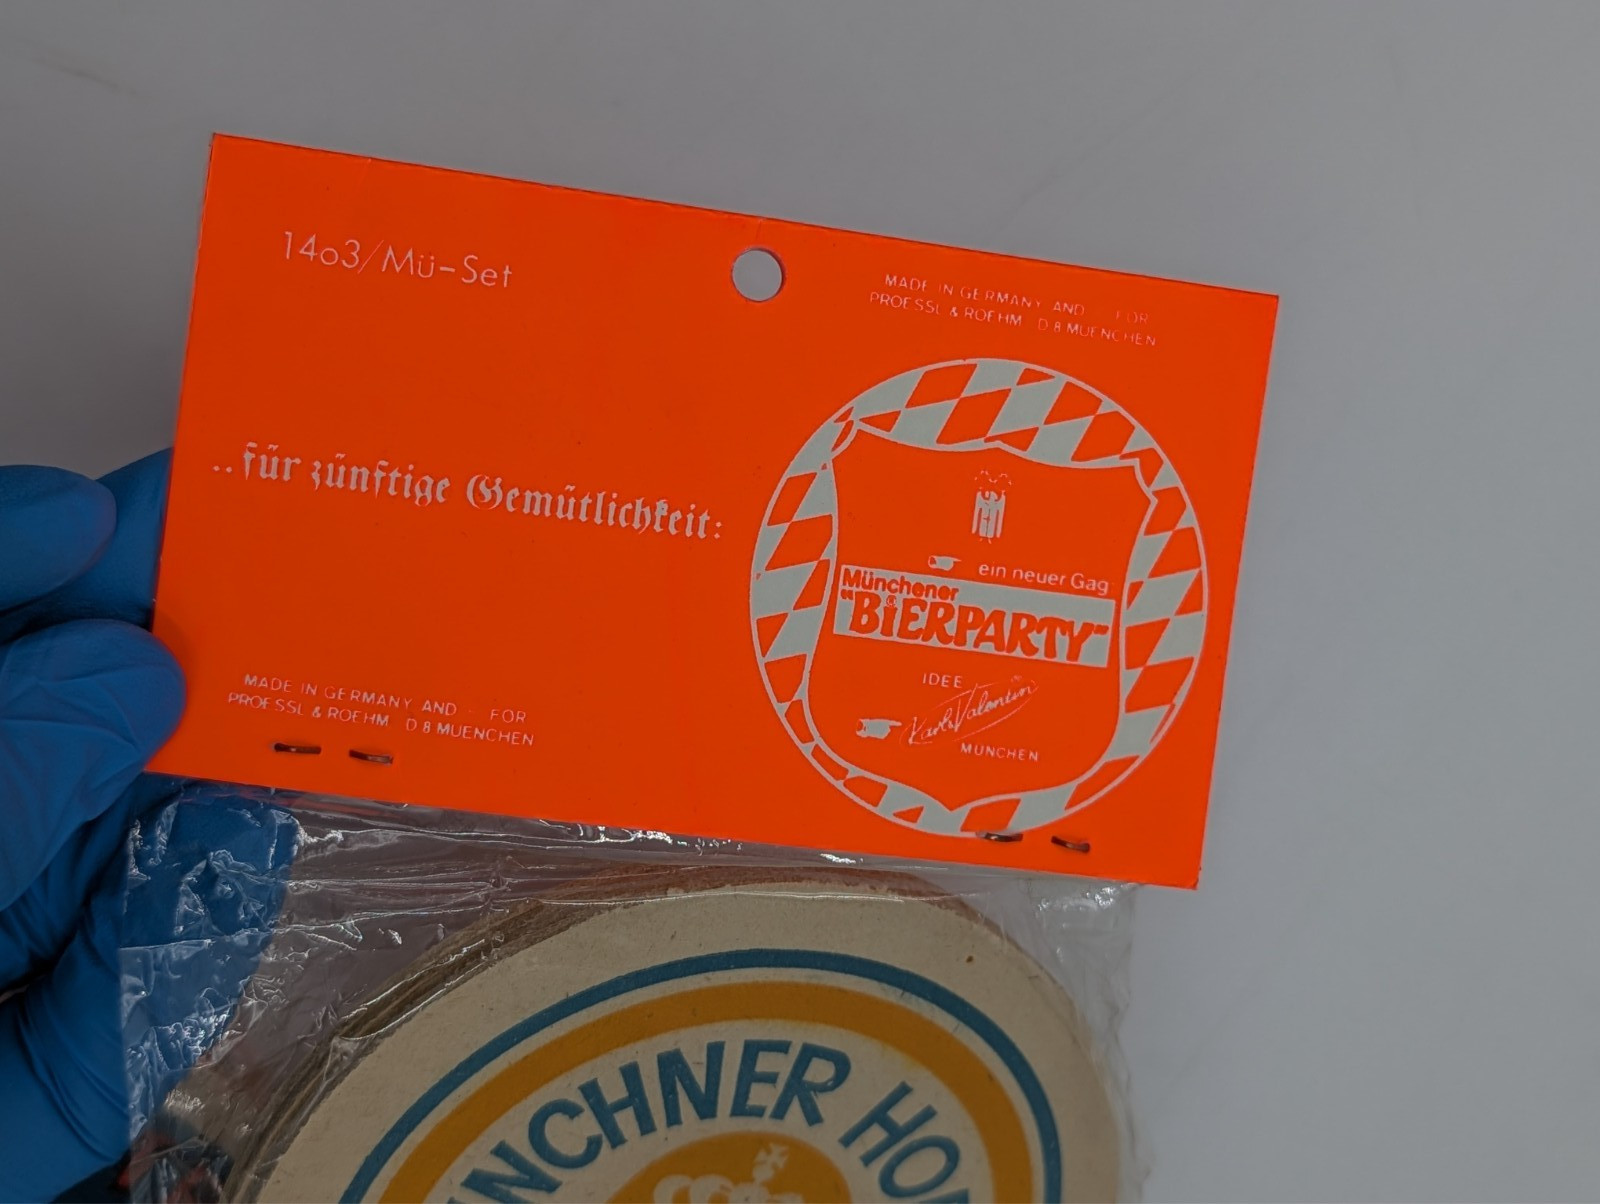 14o3/Mü-Set
MADE IN GERMANY AND FOR
PROESSL & ROEHM D 8 MUENCHEN
..für zünftige Gemütlichkeit:
ein neuer Gag
Münchener
"BiERPARTY"
IDEE
Karl Valentin
MÜNCHEN
MADE IN GERMANY AND FOR
PROESSL & ROEHM D 8 MUENCHEN
NCHNER HO